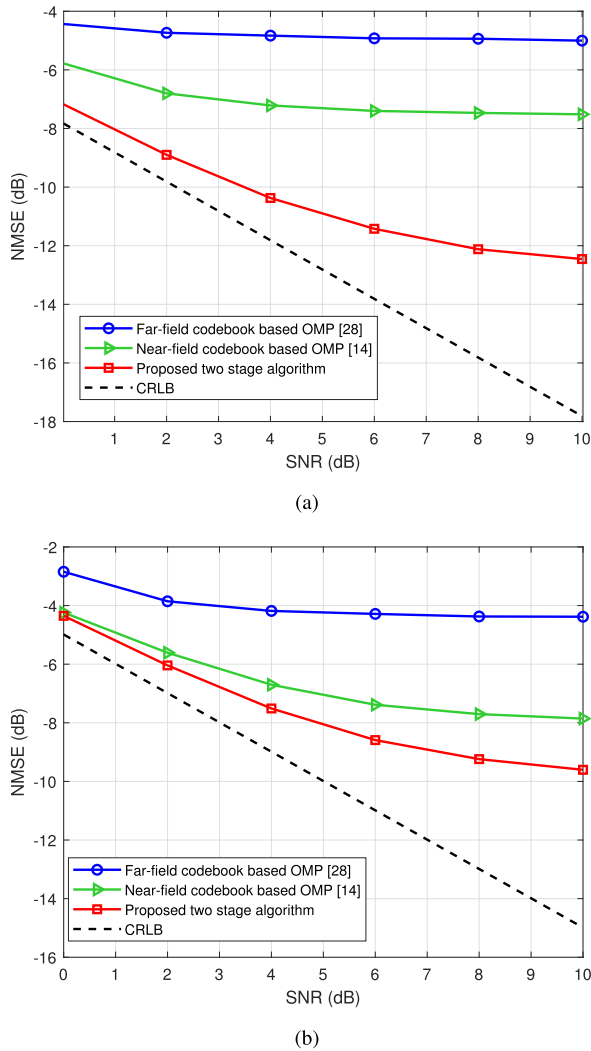 -4
-6
-8
-10
-12
-14
-16
-18
NMSE (dB)
Far-field codebook based OMP [28]
Near-field codebook based OMP [14]
Proposed two stage algorithm
CRLB
1 2 3 4 5 6 7 8 9 10
SNR (dB)
(a)
-2
-4
-6
-8
-10
-12
-14
-16
NMSE (dB)
Far-field codebook based OMP [28]
Near-field codebook based OMP [14]
Proposed two stage algorithm
CRLB
0 1 2 3 4 5 6 7 8 9 10
SNR (dB)
(b)